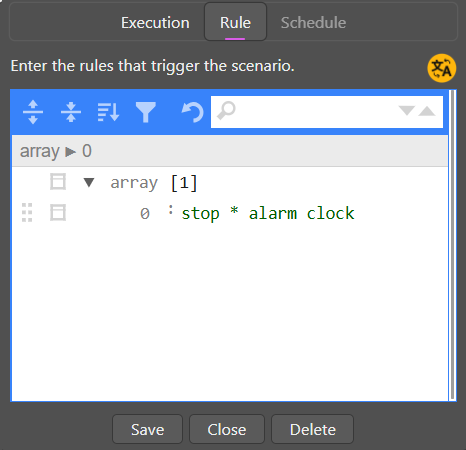 Execution Rule Schedule
Enter the rules that trigger the scenario.
array ► 0
▼ array [1]
0 : stop * alarm clock
Save Close Delete